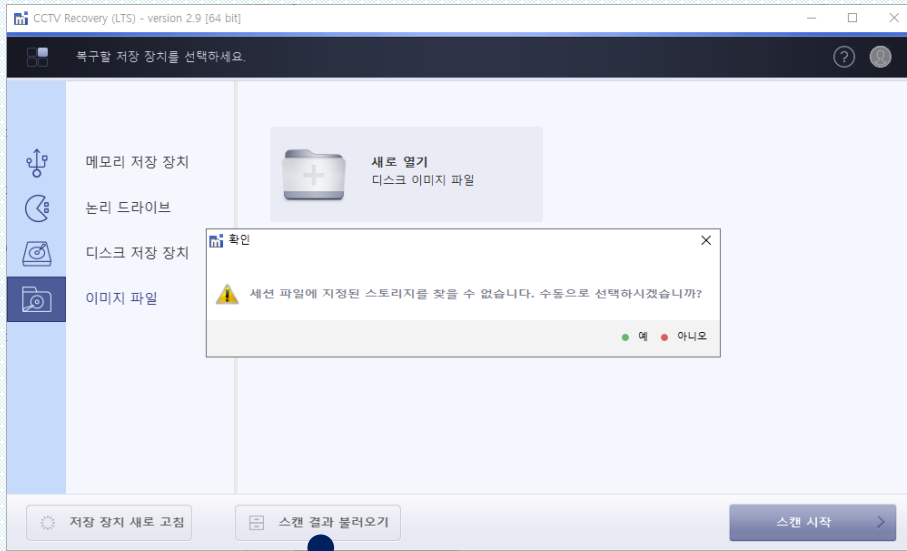 CCTV Recovery (LTS) - version 2.9 [64 bit]
복구할 저장 장치를 선택하세요.
메모리 저장 장치
논리 드라이브
디스크 저장 장치
이미지 파일
새로 열기
디스크 이미지 파일
확인
세션 파일에 지정된 스토리지를 찾을 수 없습니다. 수동으로 선택하시겠습니까?
예 아니오
저장 장치 새로 고침
스캔 결과 불러오기
스캔 시작